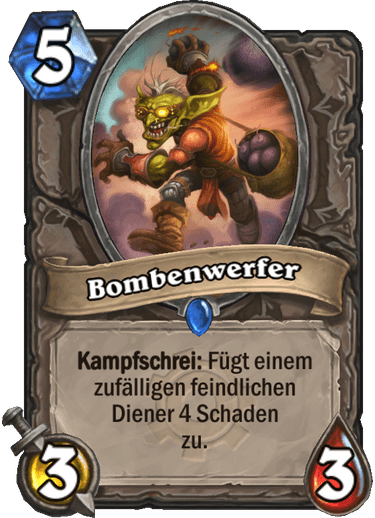 5
Bombenwerfer
Kampfschrei: Fügt einem
zufälligen feindlichen
Diener 4 Schaden
zu.
3
3